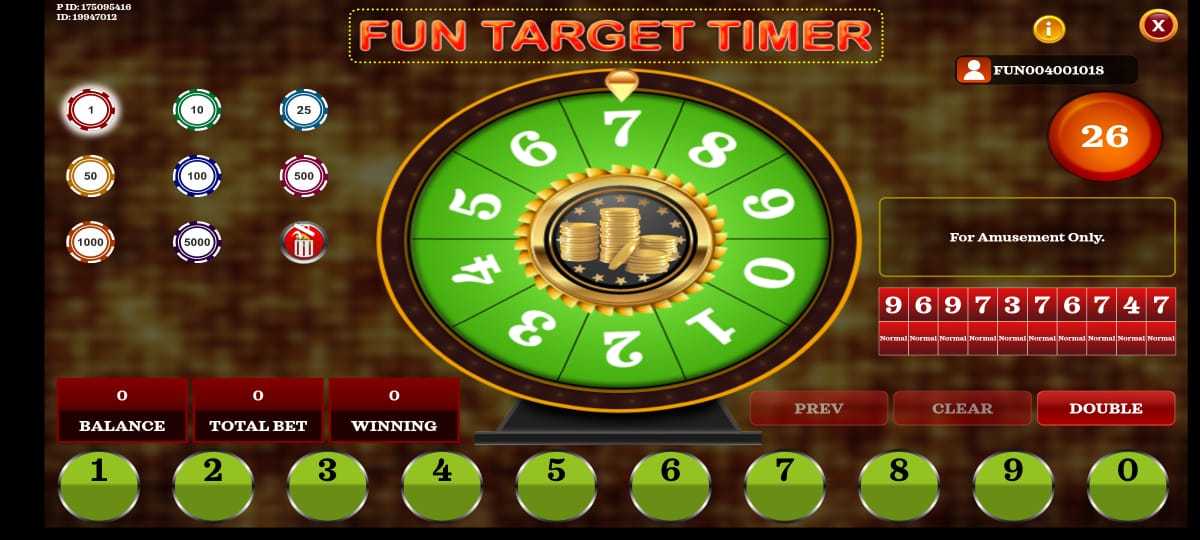 P ID: 175095416
ID: 19947012
FUN TARGET TIMER
i
X
FUN004001018
1 10 25
50 100 500
1000 5000
26
7
8
9
0
1
2
3
4
5
6
For Amusement Only.
9 6 9 7 3 7 6 7 4 7
Normal Normal Normal Normal Normal Normal Normal Normal Normal Normal
0 0 0
BALANCE TOTAL BET WINNING
PREV CLEAR DOUBLE
1 2 3 4 5 6 7 8 9 0